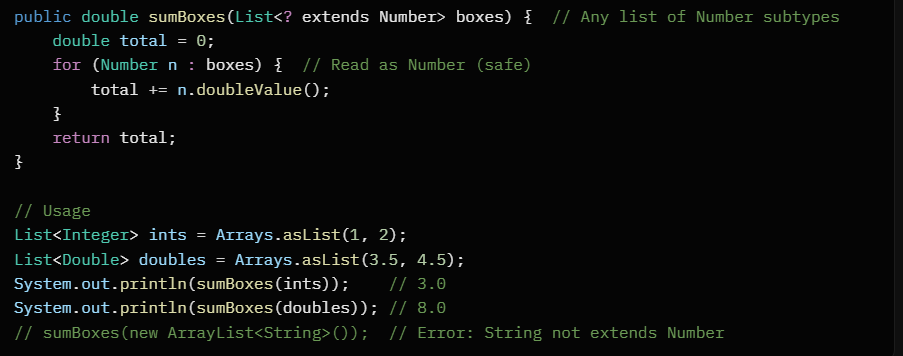 public double sumBoxes(List<? extends Number> boxes) {  // Any list of Number subtypes
    double total = 0;
    for (Number n : boxes) {  // Read as Number (safe)
        total += n.doubleValue();
    }
    return total;
}

// Usage
List<Integer> ints = Arrays.asList(1, 2);
List<Double> doubles = Arrays.asList(3.5, 4.5);
System.out.println(sumBoxes(ints));    // 3.0
System.out.println(sumBoxes(doubles)); // 8.0
// sumBoxes(new ArrayList<String>());  // Error: String not extends Number